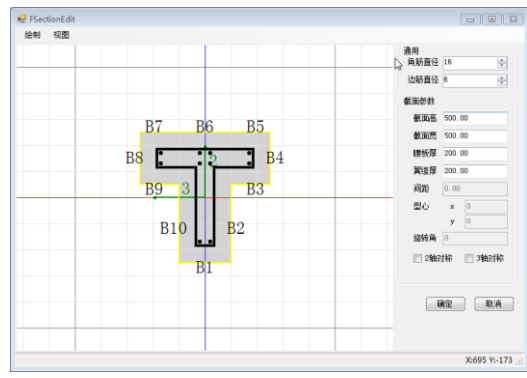 FSectionEdit
绘制 视图
通用
角筋直径 16
边筋直径 6
截面参数
截面高 500.00
截面宽 500.00
腰板厚 200.00
翼缘厚 200.00
间距 0.00
型心 x 0
y 0
旋转角 0
2轴对称 3轴对称
确定 取消
B7 B6 B5
B8 2 B4
B9 3 B3
B10 B2
B1
X:695 Y:-173